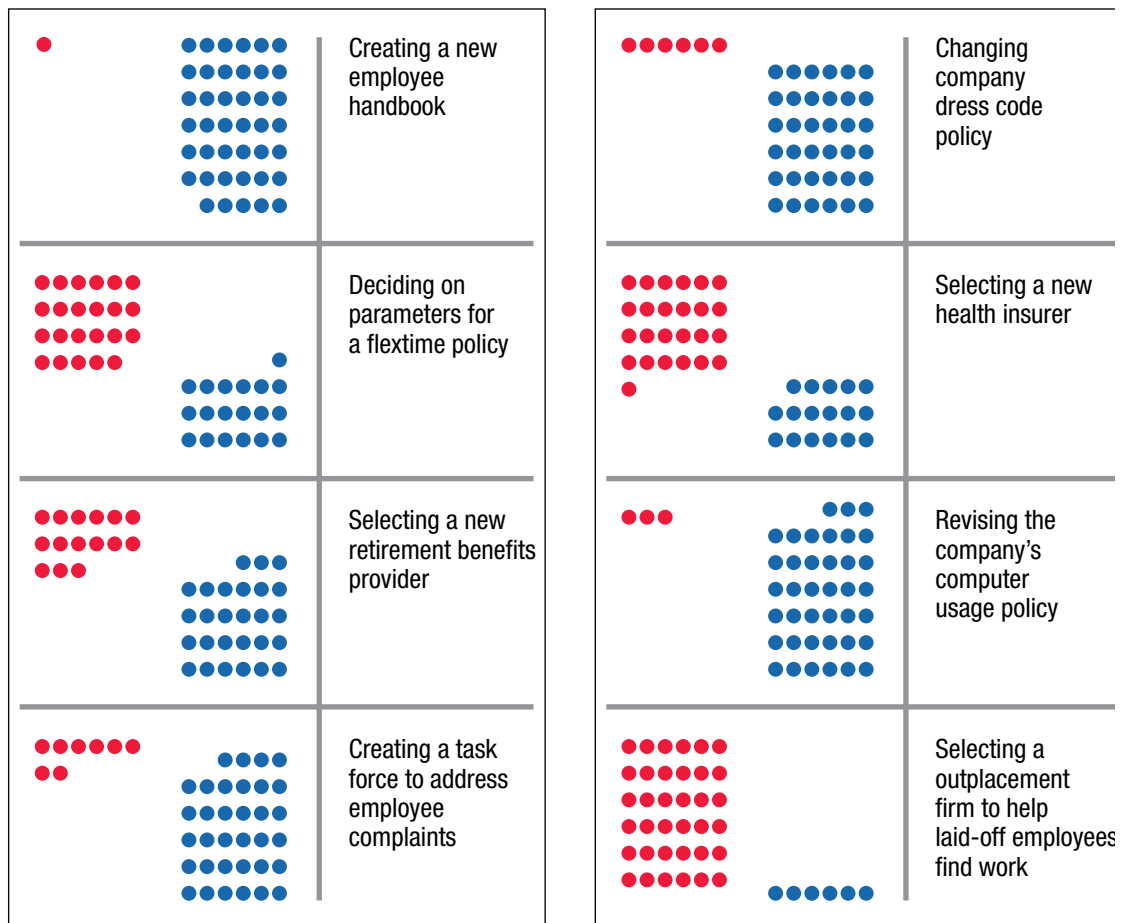 Creating a new
employee
handbook
Deciding on
parameters for
a flextime policy
Selecting a new
retirement benefits
provider
Creating a task
force to address
employee
complaints
Changing
company
dress code
policy
Selecting a new
health insurer
Revising the
company’s
computer
usage policy
Selecting a
outplacement
firm to help
laid-off employees
find work